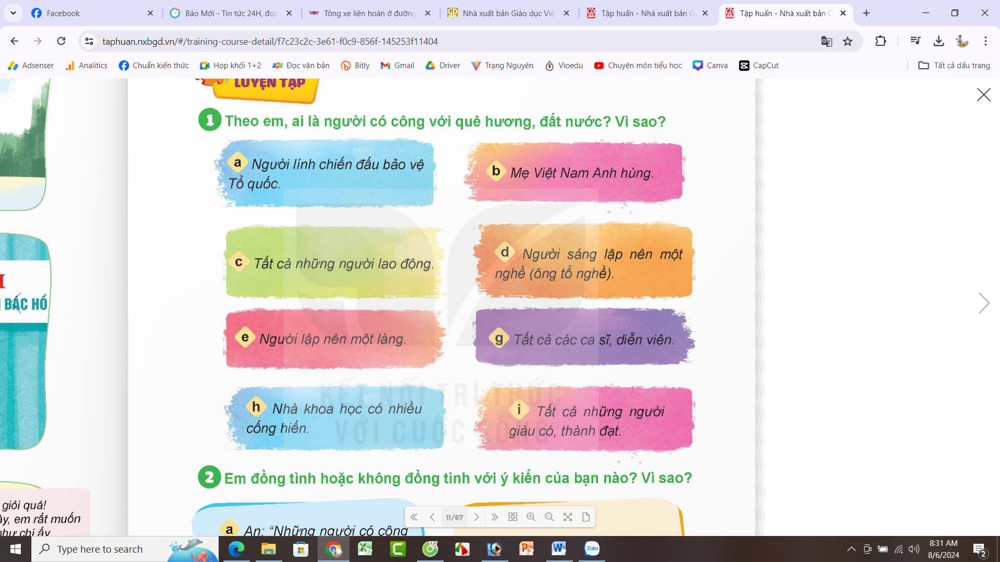 Facebook
Báo Mới - Tin tức 24H, đọc
Tông xe liên hoàn ở đường
Nhà xuất bản Giáo dục Việ
Tập huấn - Nhà xuất bản G
Tập huấn - Nhà xuất bản G
taphuan.nxbgd.vn/#/training-course-detail/f7c23c2c-3e61-f0c9-856f-145253f11404
Adsenser
Analitics
Chuẩn kiến thức
Họp khối 1+2
Đọc văn bản
Bitly
Gmail
Driver
Trạng Nguyên
Vioedu
Chuyên môn tiểu học
Canva
CapCut
Tất cả dấu trang
LUYỆN TẬP
1 Theo em, ai là người có công với quê hương, đất nước? Vì sao?
a Người lính chiến đấu bảo vệ
Tổ quốc.
b Mẹ Việt Nam Anh hùng.
c Tất cả những người lao động.
d Người sáng lập nên một
nghề (ông tổ nghề).
e Người lập nên một làng.
g Tất cả các ca sĩ, diễn viên.
h Nhà khoa học có nhiều
cống hiến.
i Tất cả những người
giàu có, thành đạt.
KẾT NỐI TRI THỨC
VỚI CUỘC SỐNG
2 Em đồng tình hoặc không đồng tình với ý kiến của bạn nào? Vì sao?
a An: “Những người có công
BÁC HỒ
giỏi quá!
ày, em rất muốn
như chị ấy
11/67
Type here to search
Zalo
8:31 AM
8/6/2024
2